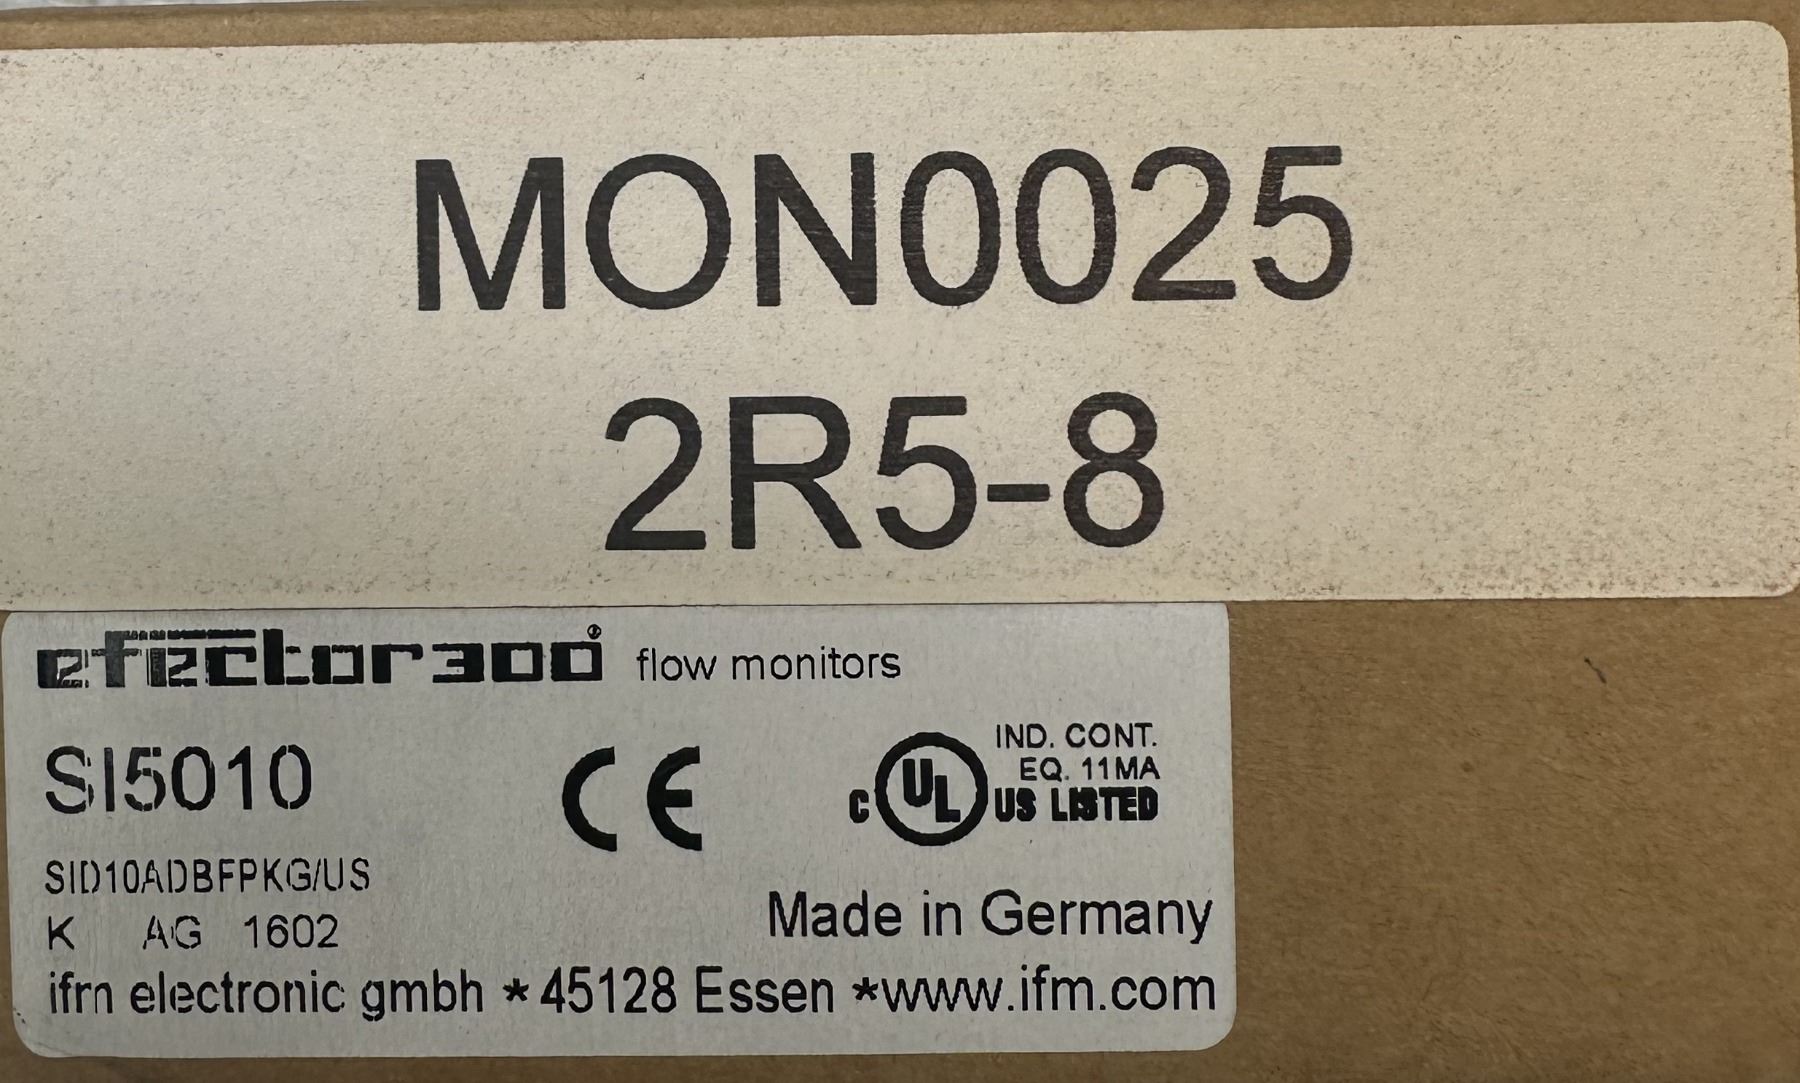 MON0025
2R5-8
efector300® flow monitors
SI5010
CE
IND. CONT.
EQ. 11MA
C UL US LISTED
SID10ADBFPKG/US
K AG 1602
Made in Germany
ifm electronic gmbh * 45128 Essen *www.ifm.com